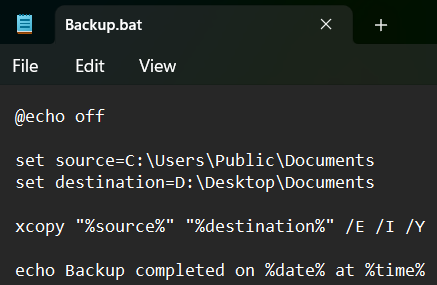 Backup.bat
File Edit View
@echo off
set source=C:\Users\Public\Documents
set destination=D:\Desktop\Documents
xcopy "%source%" "%destination%" /E /I /Y
echo Backup completed on %date% at %time%